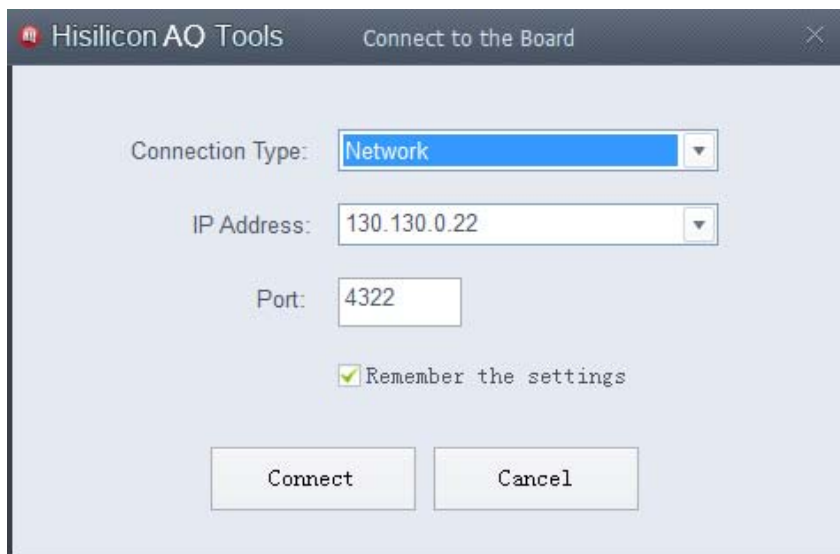 Hisilicon AQ Tools Connect to the Board
Connection Type: Network
IP Address: 130.130.0.22
Port: 4322
Remember the settings
Connect Cancel